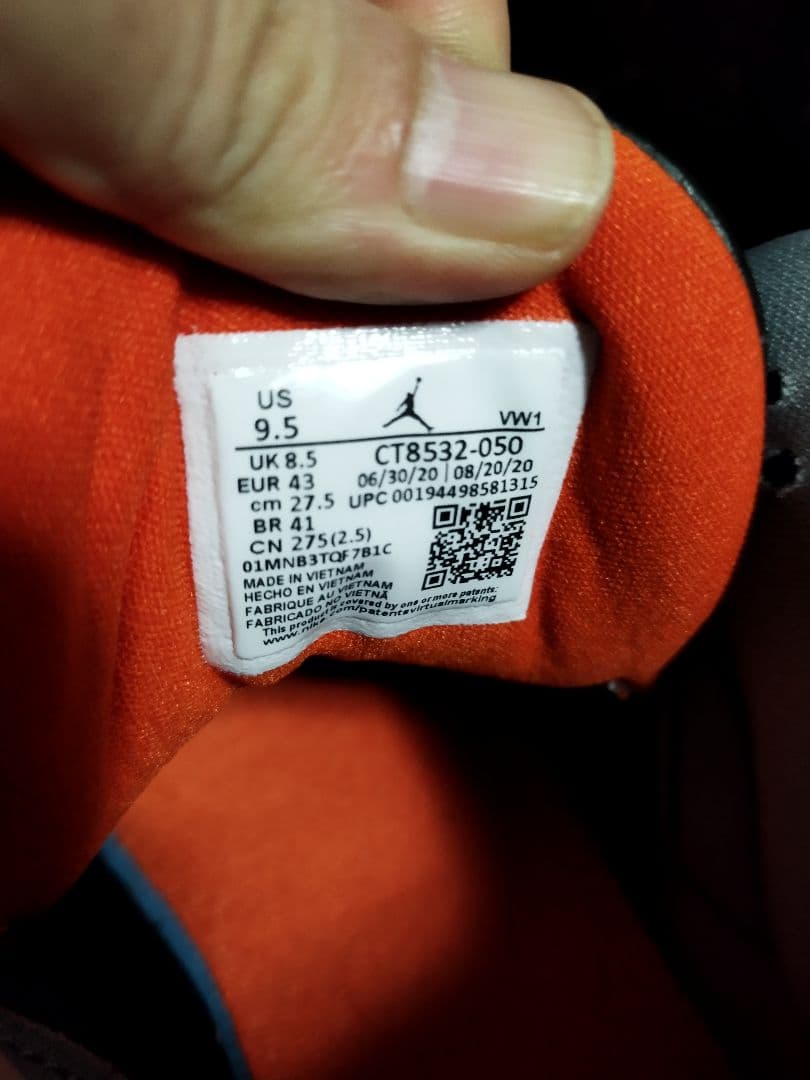 US
9.5
VW1
UK 8.5
CT8532-050
EUR 43
06/30/20 | 08/20/20
cm 27.5
UPC 00194498581315
BR 41
CN 275(2.5)
01MNB3TQF7B1C
MADE IN VIETNAM
HECHO EN VIETNAM
FABRIQUE AU VIETNAM
FABRICADO NO VIETNÃ
This product covered by one or more patents:
www.nike.com/patentsvirtualmarking